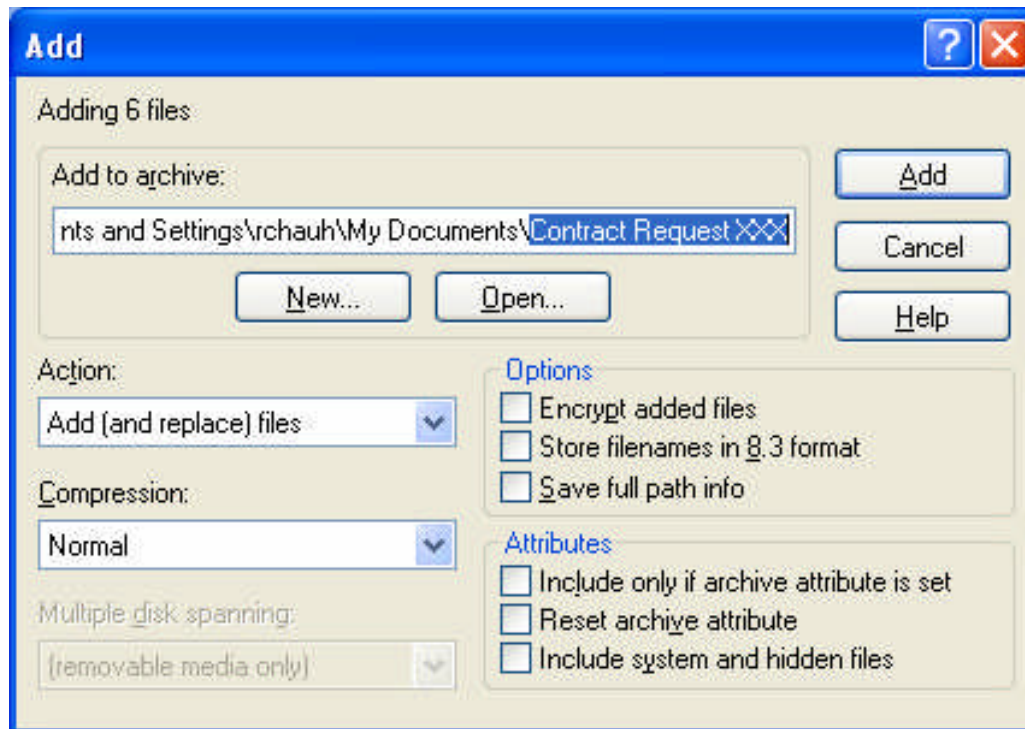 Add
Adding 6 files
Add to archive:
nts and Settings\rchauh\My Documents\Contract Request XXX
New...
Open...
Add
Cancel
Help
Action:
Add (and replace) files
Compression:
Normal
Multiple disk spanning:
(removable media only)
Options
Encrypt added files
Store filenames in 8.3 format
Save full path info
Attributes
Include only if archive attribute is set
Reset archive attribute
Include system and hidden files